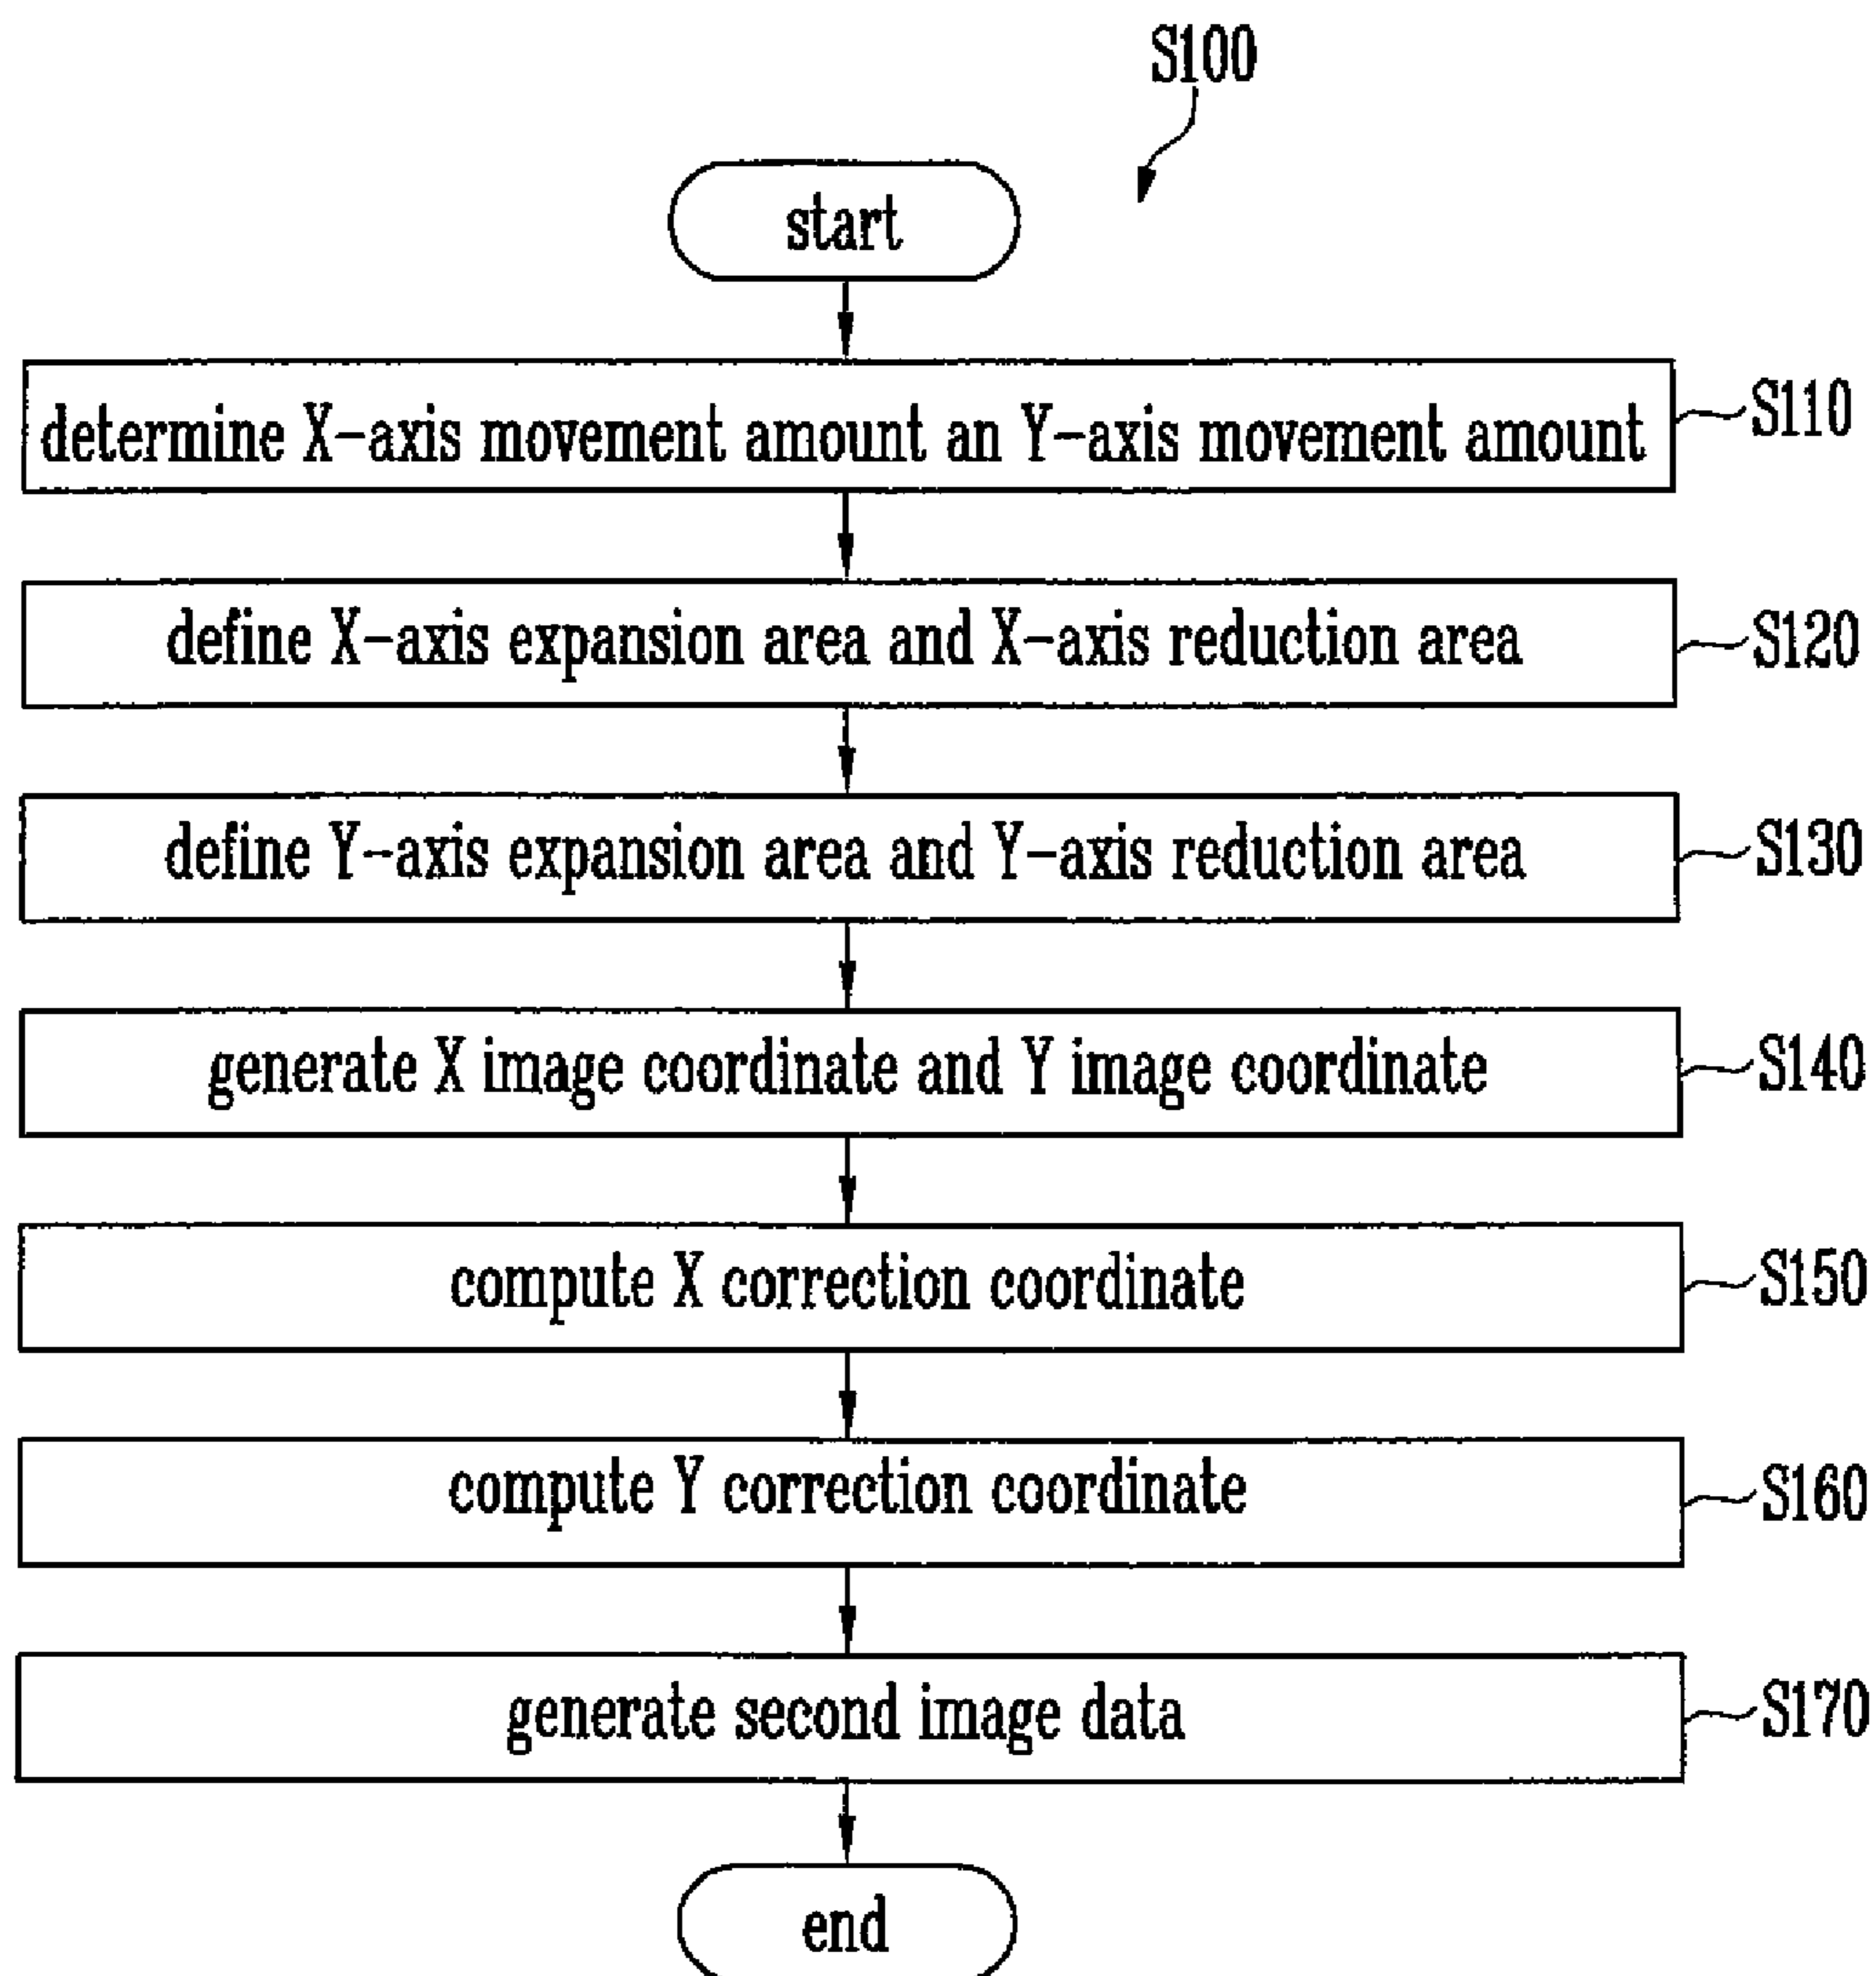 S100
start
determine X-axis movement amount an Y-axis movement amount
S110
define X-axis expansion area and X-axis reduction area
S120
define Y-axis expansion area and Y-axis reduction area
S130
generate X image coordinate and Y image coordinate
S140
compute X correction coordinate
S150
compute Y correction coordinate
S160
generate second image data
S170
end